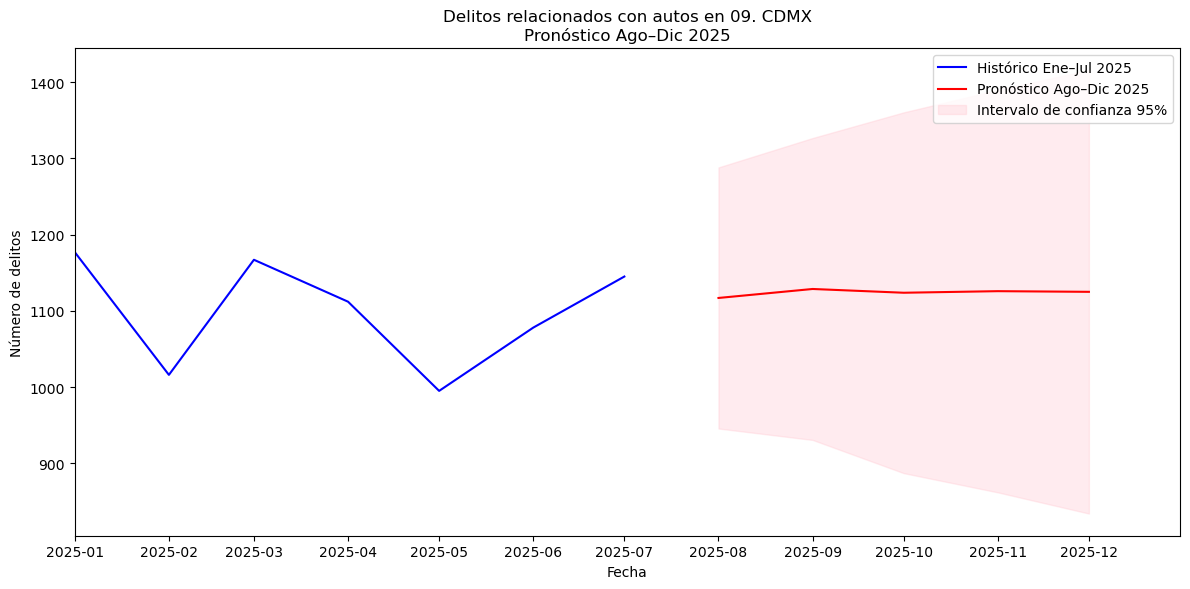 Delitos relacionados con autos en 09. CDMX
Pronóstico Ago–Dic 2025
Histórico Ene–Jul 2025
Pronóstico Ago–Dic 2025
Intervalo de confianza 95%
Número de delitos
1400
1300
1200
1100
1000
900
2025-01 2025-02 2025-03 2025-04 2025-05 2025-06 2025-07 2025-08 2025-09 2025-10 2025-11 2025-12
Fecha